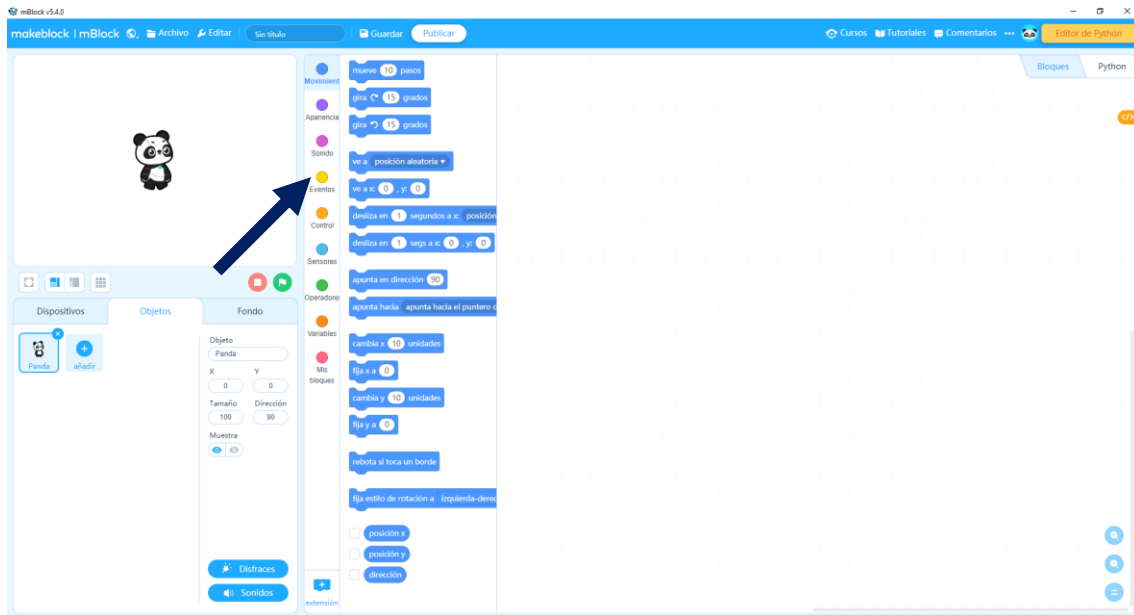 mBlock v5.4.0
makeblock | mBlock Archivo Editar Sin título Guardar Publicar Cursos Tutoriales Comentarios Editor de Python
Bloques Python
Movimient
Apariencia
Sonido
Eventos
Control
Sensores
Operadore
Variables
Mis
bloques
extensión
mueve 10 pasos
gira 15 grados
gira 15 grados
ve a posición aleatoria
ve a x: 0 , y: 0
desliza en 1 segundos a x: posición
desliza en 1 segs a x: 0 , y: 0
apunta en dirección 90
apunta hacia apunta hacia el puntero
cambia x 10 unidades
fija x a 0
cambia y 10 unidades
fija y a 0
rebota si toca un borde
fija estilo de rotación a izquierda-derec
posición x
posición y
dirección
Dispositivos Objetos Fondo
Panda
añadir
Objeto
Panda
X Y
0 0
Tamaño Dirección
100 90
Muestra
Disfraces
Sonidos